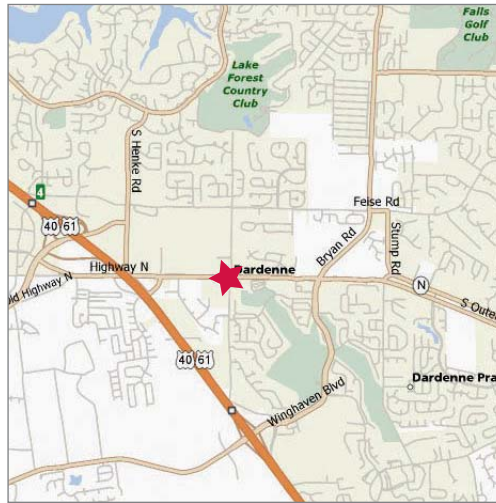 Falls
Golf
Club
Lake
Forest
Country
Club
S Henke Rd
4
40 61
Feise Rd
Bryan Rd
Stump Rd
Highway N
Dardenne
Old Highway N
N
S Outer
40 61
Dardenne Pra
Winghaven Blvd